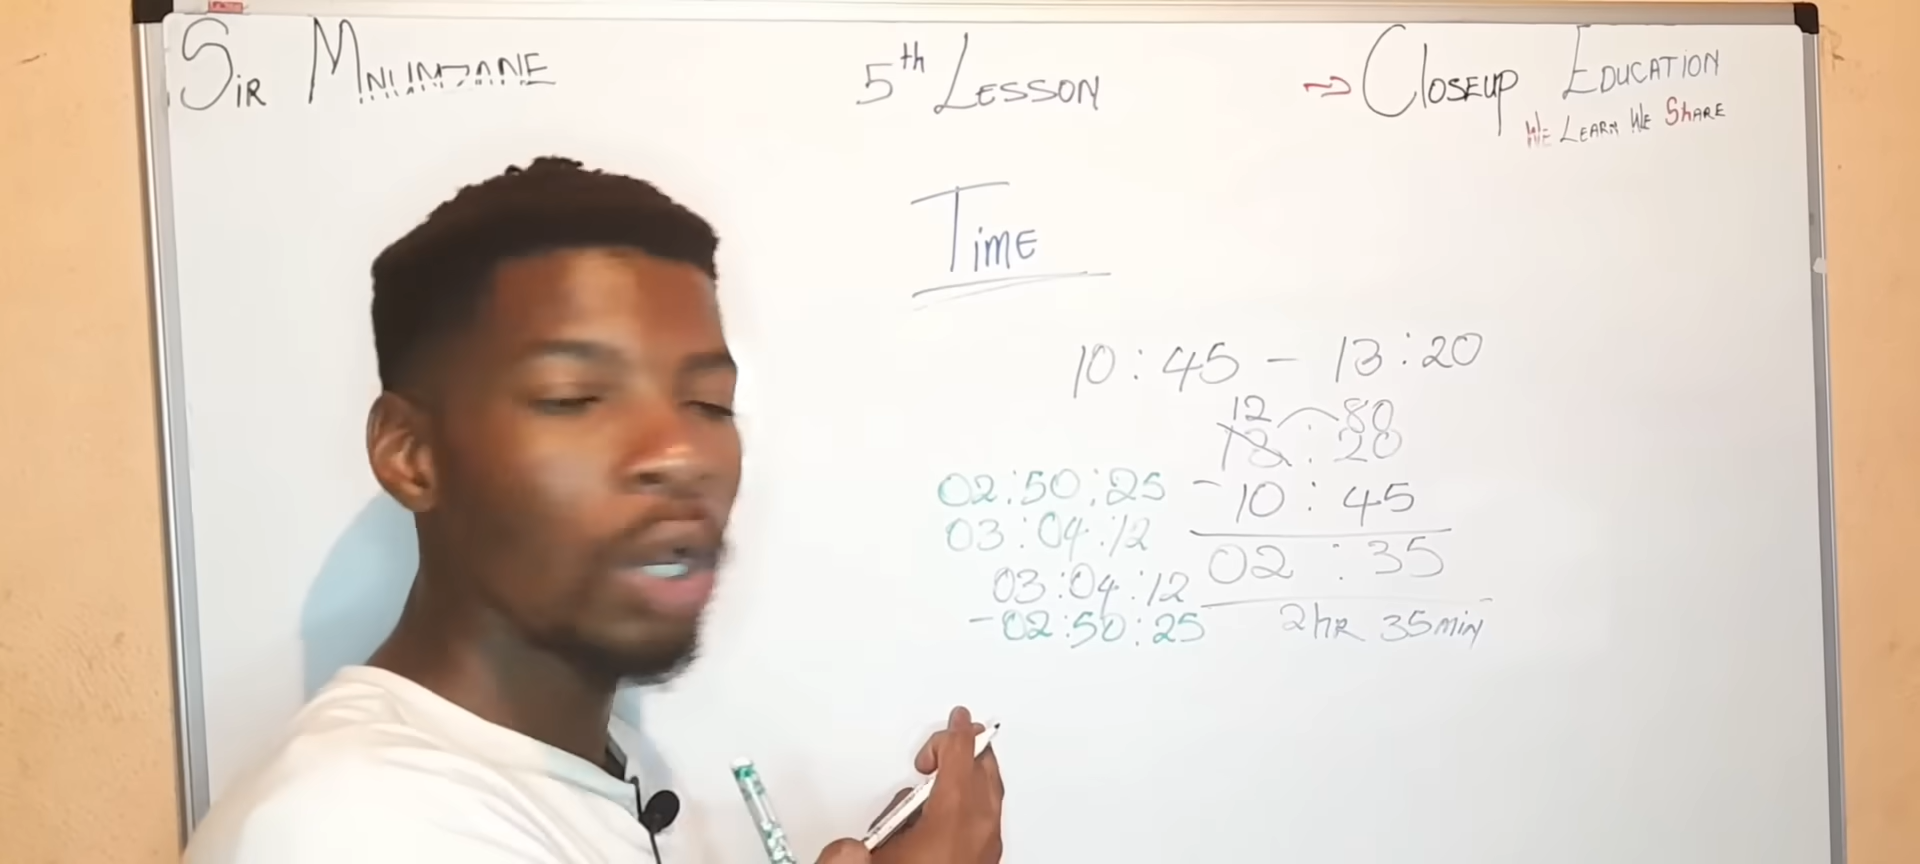 Sir Mnumzane
5th Lesson
→ Closeup Education
We Learn We Share
Time
10:45 – 13:20
12 80
13:20
-10:45
02:35
2hr 35min
02:50:25
03:04:12
03:04:12
-02:50:25